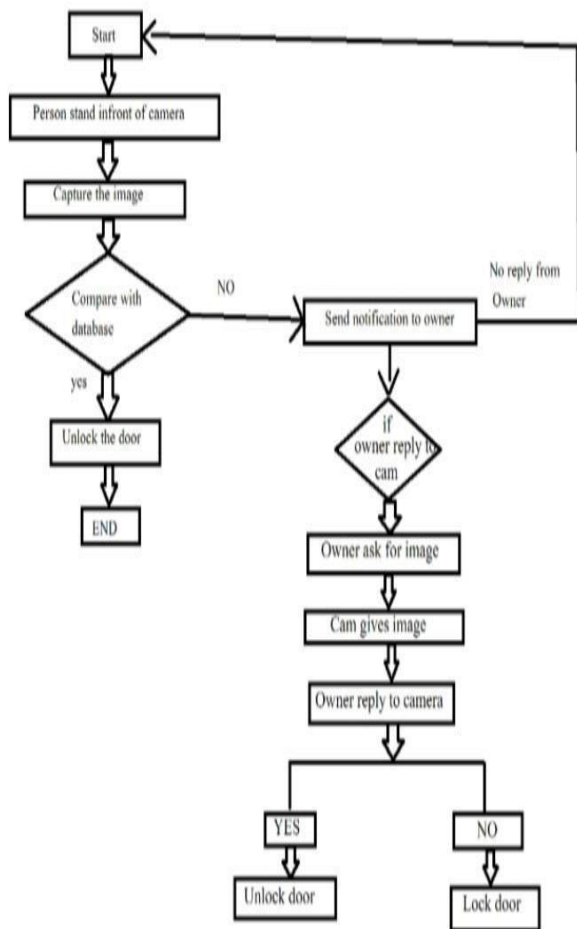 Start
Person stand infront of camera
Capture the image
Compare with
database
NO
Send notification to owner
No reply from
Owner
yes
Unlock the door
END
if
owner reply to
cam
Owner ask for image
Cam gives image
Owner reply to camera
YES
NO
Unlock door
Lock door